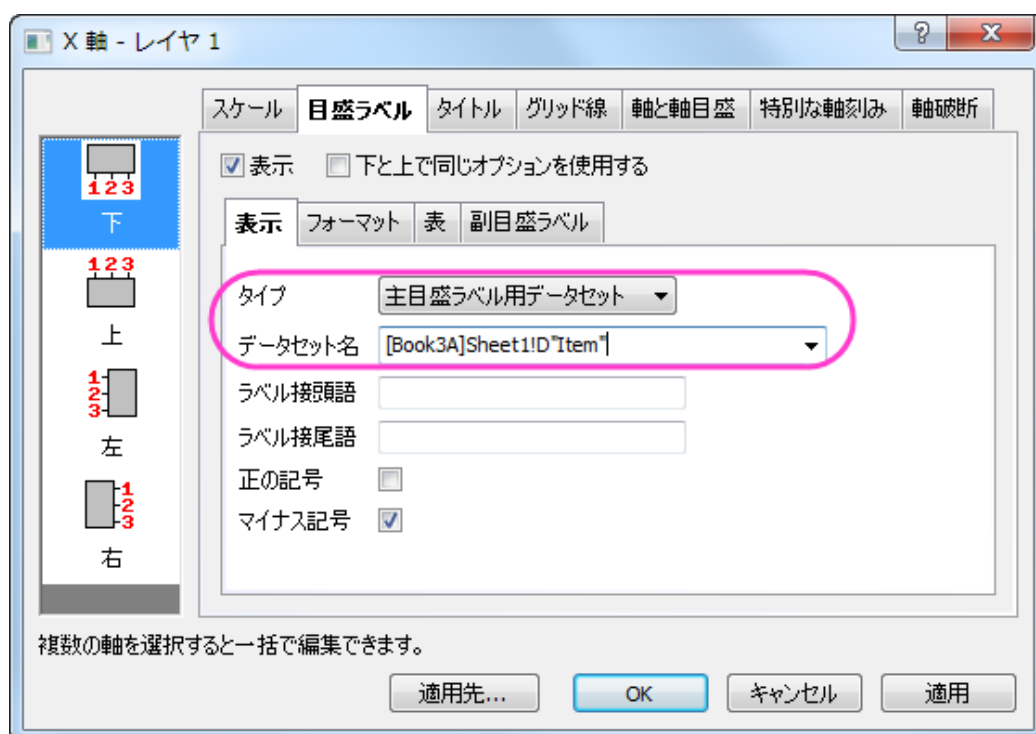 X 軸 - レイヤ 1
スケール 目盛ラベル タイトル グリッド線 軸と軸目盛 特別な軸刻み 軸破断
表示 下と上で同じオプションを使用する
表示 フォーマット 表 副目盛ラベル
123
下
123
上
1
2
3
左
1
2
3
右
タイプ 主目盛ラベル用データセット
データセット名 [Book3A]Sheet1!D"Item"
ラベル接頭語
ラベル接尾語
正の記号
マイナス記号
複数の軸を選択すると一括で編集できます。
適用先... OK キャンセル 適用